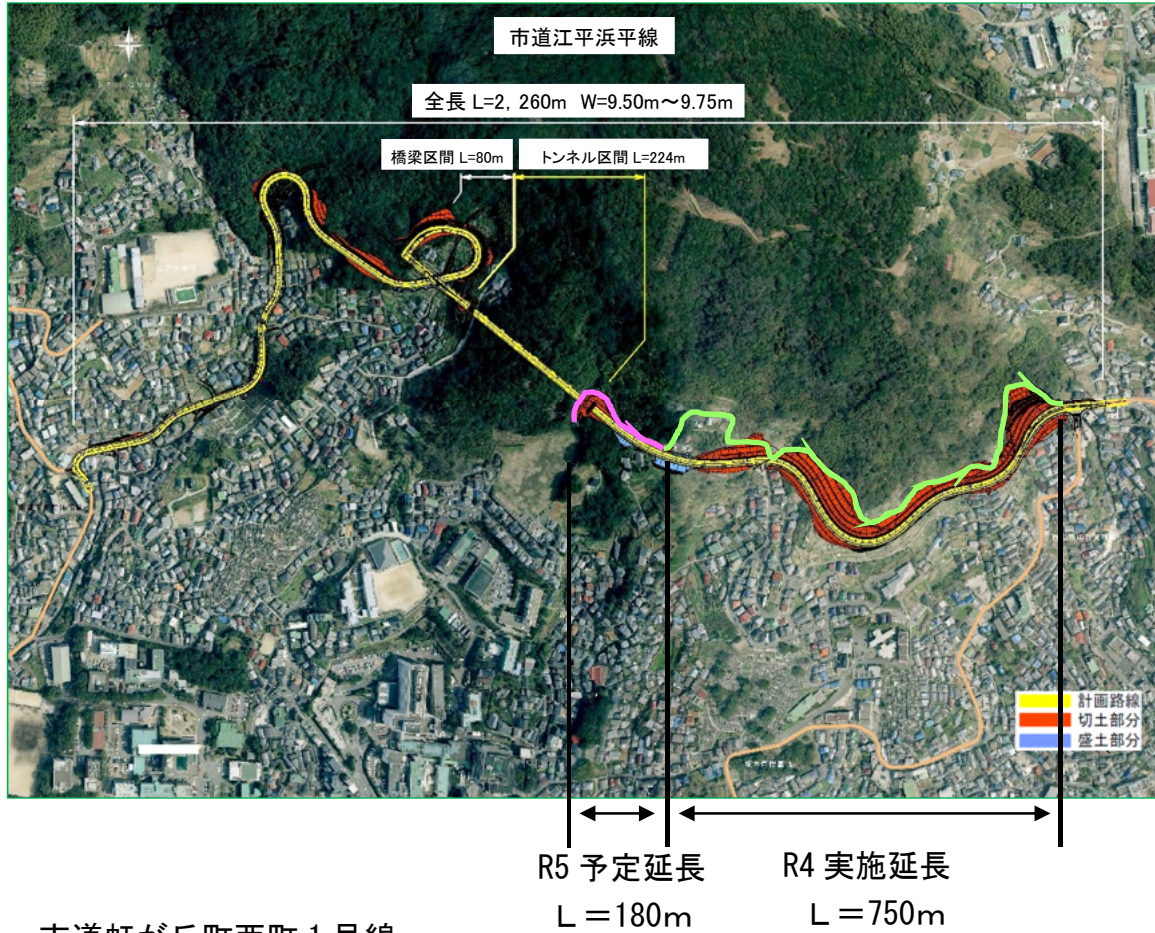 市道江平浜平線
全長 L=2, 260m W=9.50m~9.75m
橋梁区間 L=80m
トンネル区間 L=224m
計画路線
切土部分
盛土部分
R5 予定延長
L=180m
R4 実施延長
L=750m